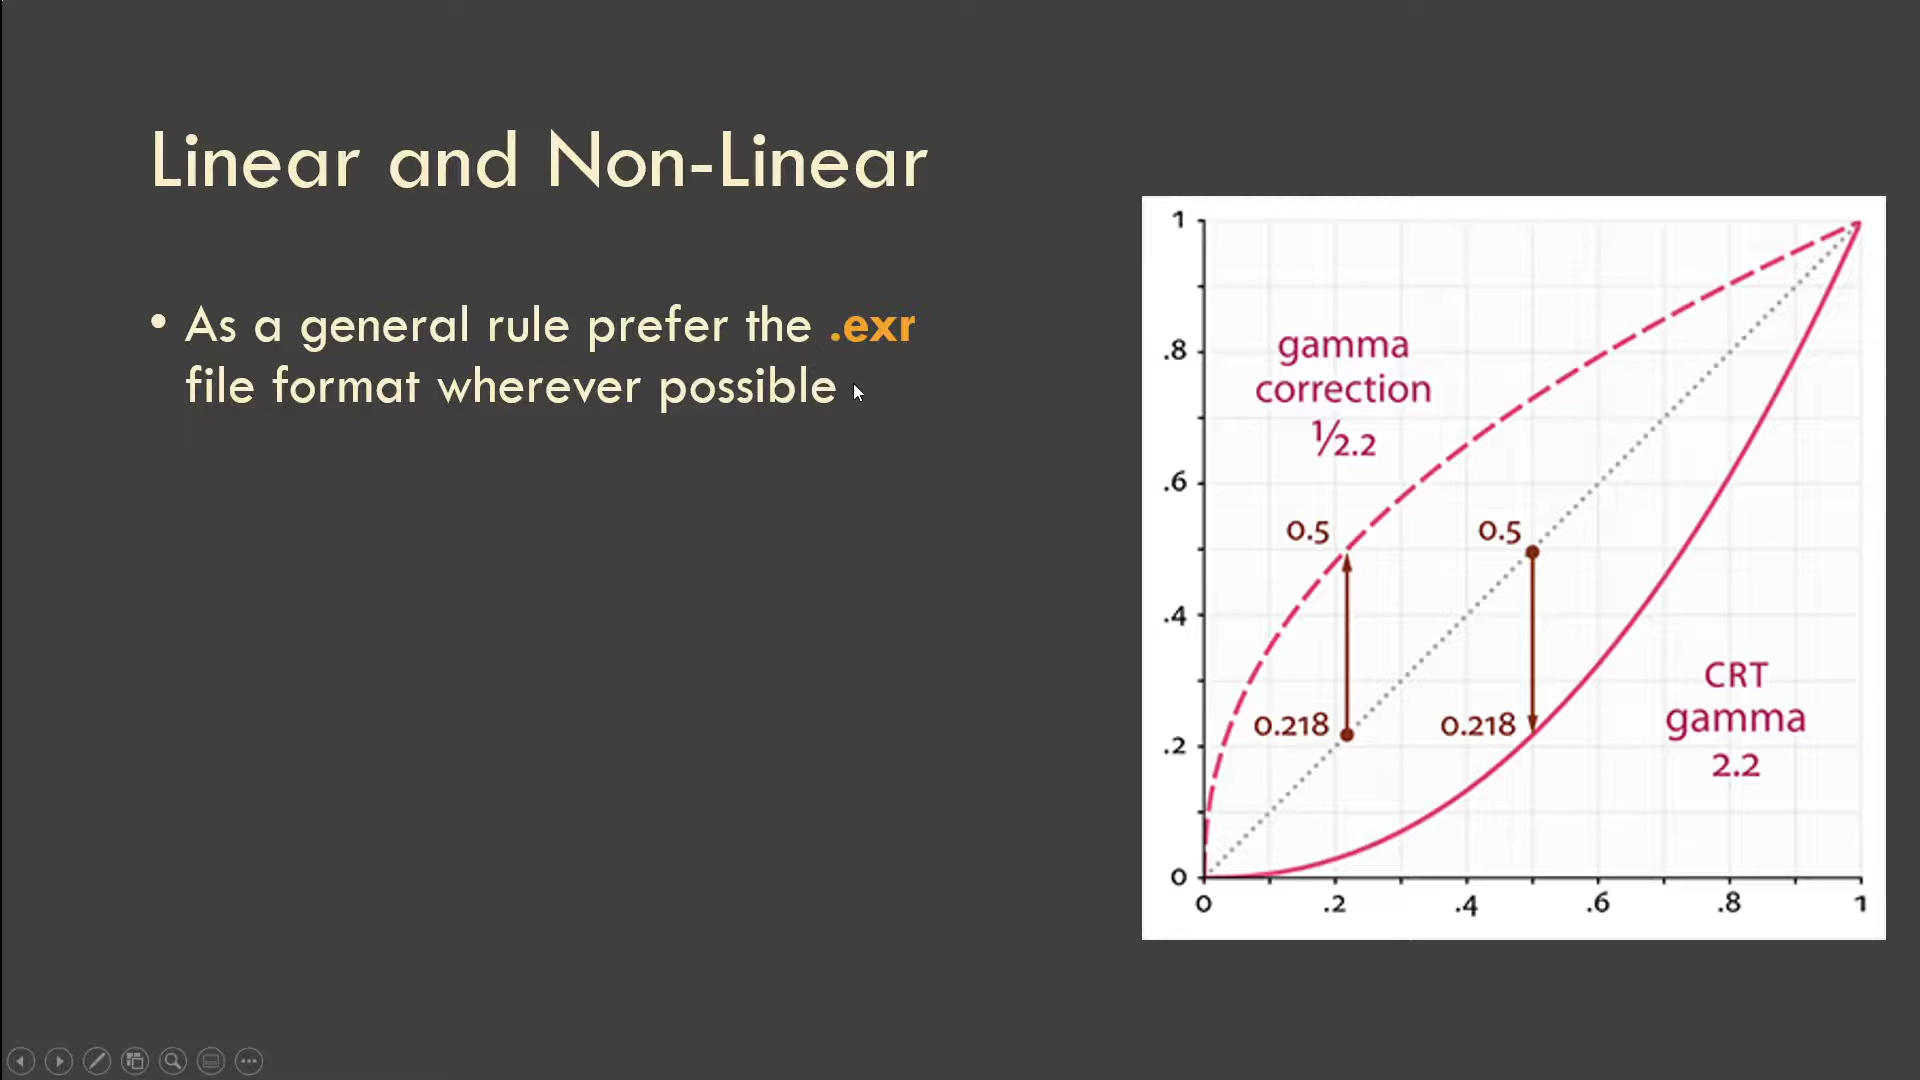 Linear and Non-Linear
• As a general rule prefer the .exr
file format wherever possible
1
.8
.6
.4
.2
0
0
.2
.4
.6
.8
1
gamma
correction
1/2.2
0.5
0.5
0.218
0.218
CRT
gamma
2.2